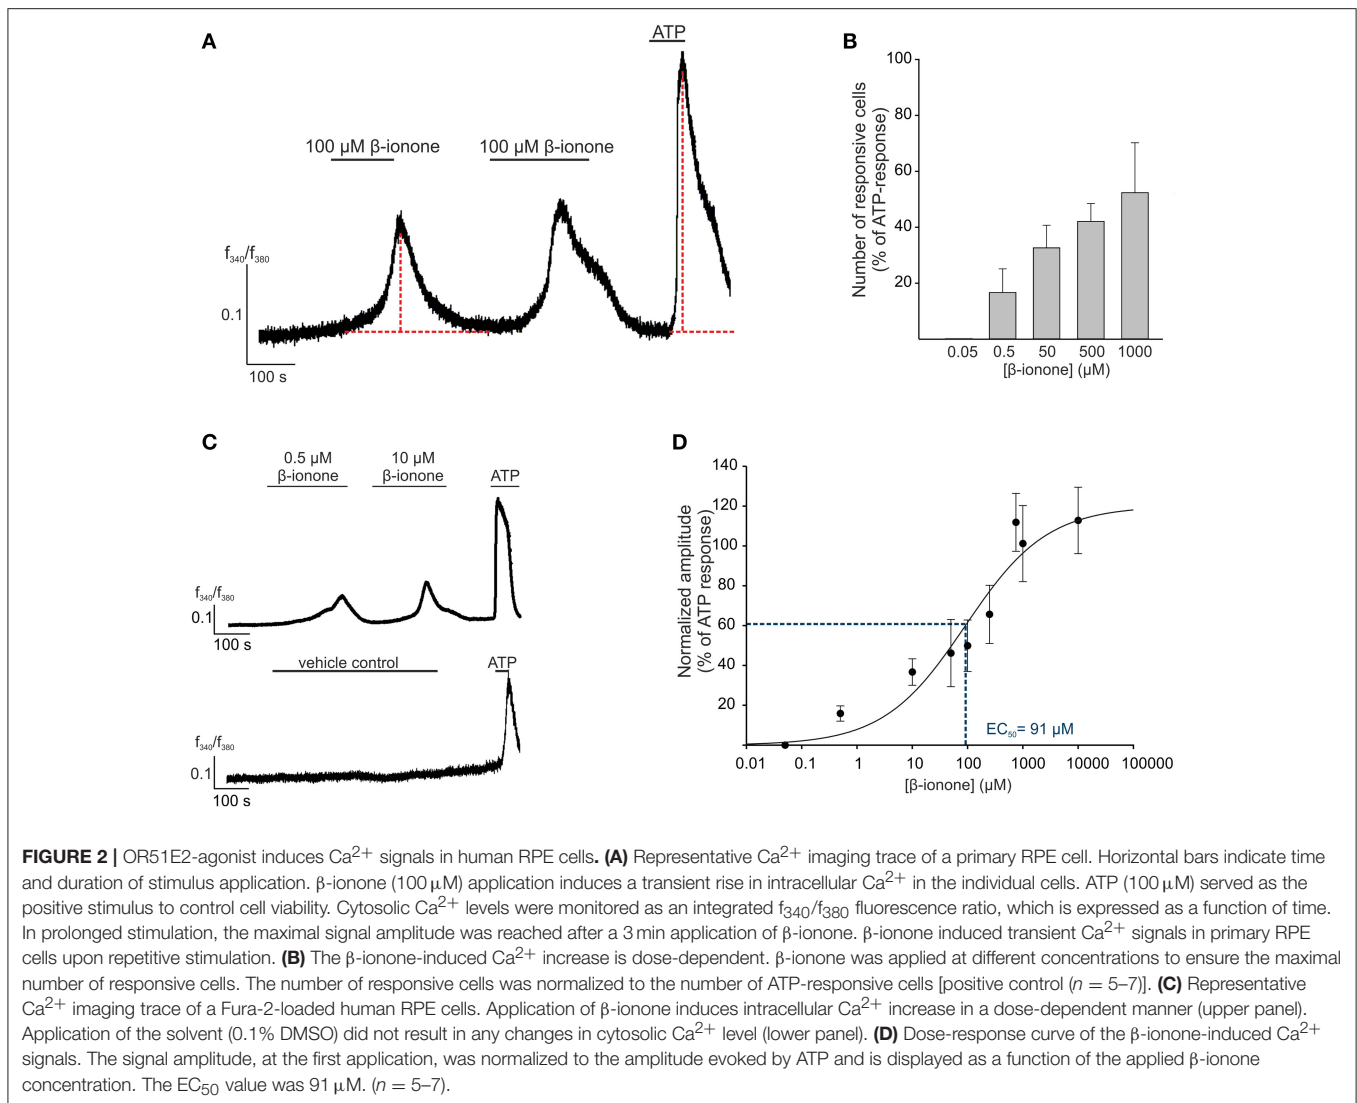 A
ATP
100 µM β-ionone
100 µM β-ionone
f340/f380
0.1
100 s
B
Number of responsive cells
(% of ATP-response)
100
80
60
40
20
0.05 0.5 50 500 1000
[β-ionone] (µM)
C
0.5 µM
β-ionone
10 µM
β-ionone
ATP
f340/f380
0.1
100 s
vehicle control
ATP
f340/f380
0.1
100 s
D
Normalized amplitude
(% of ATP response)
140
120
100
80
60
40
20
EC50= 91 µM
0.01 0.1 1 10 100 1000 10000 100000
[β-ionone] (µM)
FIGURE 2 | OR51E2-agonist induces Ca2+ signals in human RPE cells. (A) Representative Ca2+ imaging trace of a primary RPE cell. Horizontal bars indicate time
and duration of stimulus application. β-ionone (100 µM) application induces a transient rise in intracellular Ca2+ in the individual cells. ATP (100 µM) served as the
positive stimulus to control cell viability. Cytosolic Ca2+ levels were monitored as an integrated f340/f380 fluorescence ratio, which is expressed as a function of time.
In prolonged stimulation, the maximal signal amplitude was reached after a 3 min application of β-ionone. β-ionone induced transient Ca2+ signals in primary RPE
cells upon repetitive stimulation. (B) The β-ionone-induced Ca2+ increase is dose-dependent. β-ionone was applied at different concentrations to ensure the maximal
number of responsive cells. The number of responsive cells was normalized to the number of ATP-responsive cells [positive control (n = 5–7)]. (C) Representative
Ca2+ imaging trace of a Fura-2-loaded human RPE cells. Application of β-ionone induces intracellular Ca2+ increase in a dose-dependent manner (upper panel).
Application of the solvent (0.1% DMSO) did not result in any changes in cytosolic Ca2+ level (lower panel). (D) Dose-response curve of the β-ionone-induced Ca2+
signals. The signal amplitude, at the first application, was normalized to the amplitude evoked by ATP and is displayed as a function of the applied β-ionone
concentration. The EC50 value was 91 µM. (n = 5–7).